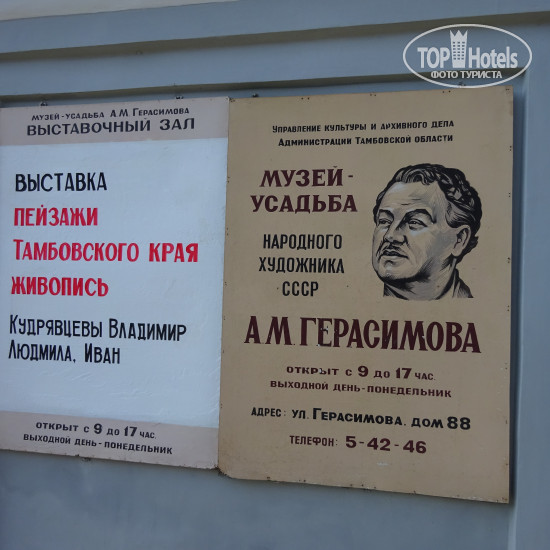 TOPHotels
ФОТО ТУРИСТА
МУЗЕЙ-УСАДЬБА А.М. ГЕРАСИМОВА
ВЫСТАВОЧНЫЙ ЗАЛ
ВЫСТАВКА
ПЕЙЗАЖИ
ТАМБОВСКОГО КРАЯ
ЖИВОПИСЬ
КУДРЯВЦЕВЫ ВЛАДИМИР
ЛЮДМИЛА, ИВАН
ОТКРЫТ С 9 ДО 17 ЧАС.
ВЫХОДНОЙ ДЕНЬ-ПОНЕДЕЛЬНИК
УПРАВЛЕНИЕ КУЛЬТУРЫ И АРХИВНОГО ДЕЛА
АДМИНИСТРАЦИИ ТАМБОВСКОЙ ОБЛАСТИ
МУЗЕЙ-
УСАДЬБА
НАРОДНОГО
ХУДОЖНИКА
СССР
А.М. ГЕРАСИМОВА
ОТКРЫТ С 9 ДО 17 ЧАС.
ВЫХОДНОЙ ДЕНЬ-ПОНЕДЕЛЬНИК
АДРЕС: УЛ. ГЕРАСИМОВА, ДОМ 88
ТЕЛЕФОН: 5-42-46